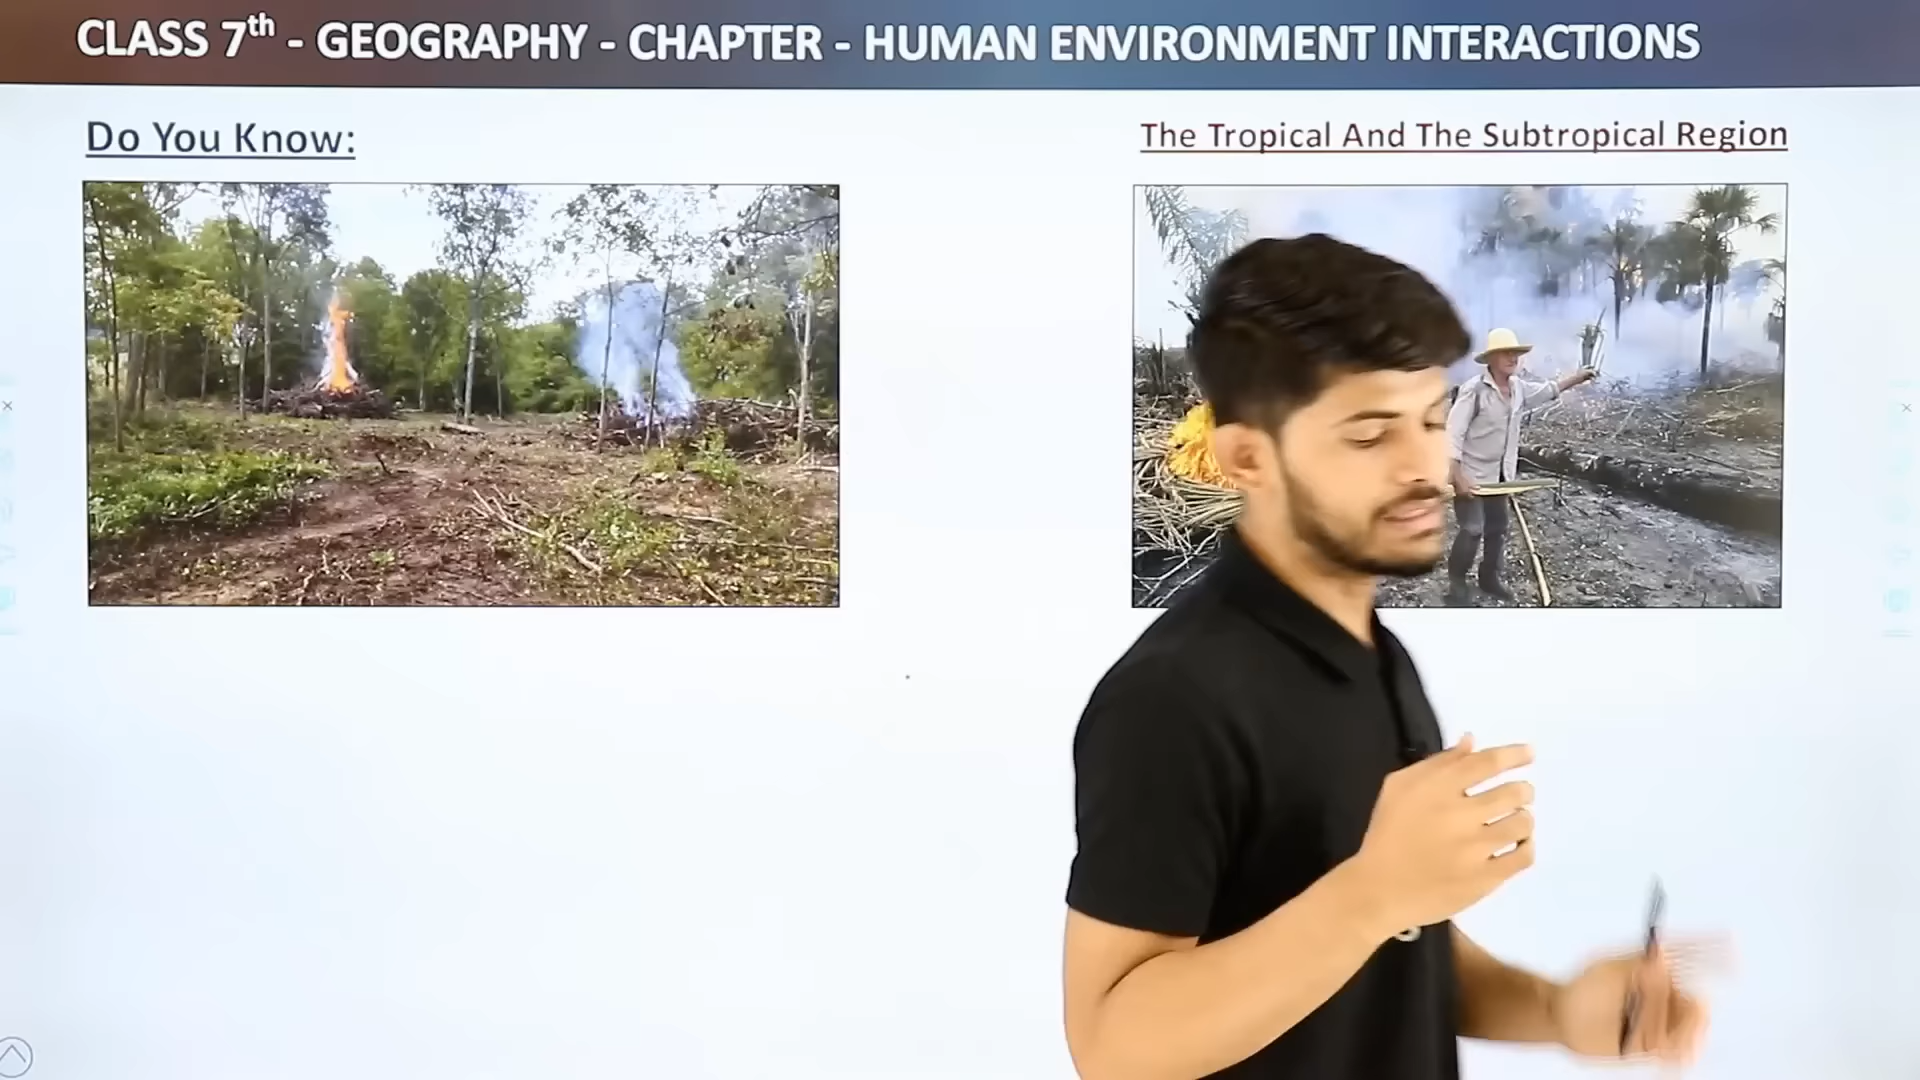 CLASS 7th - GEOGRAPHY - CHAPTER - HUMAN ENVIRONMENT INTERACTIONS
Do You Know:
The Tropical And The Subtropical Region